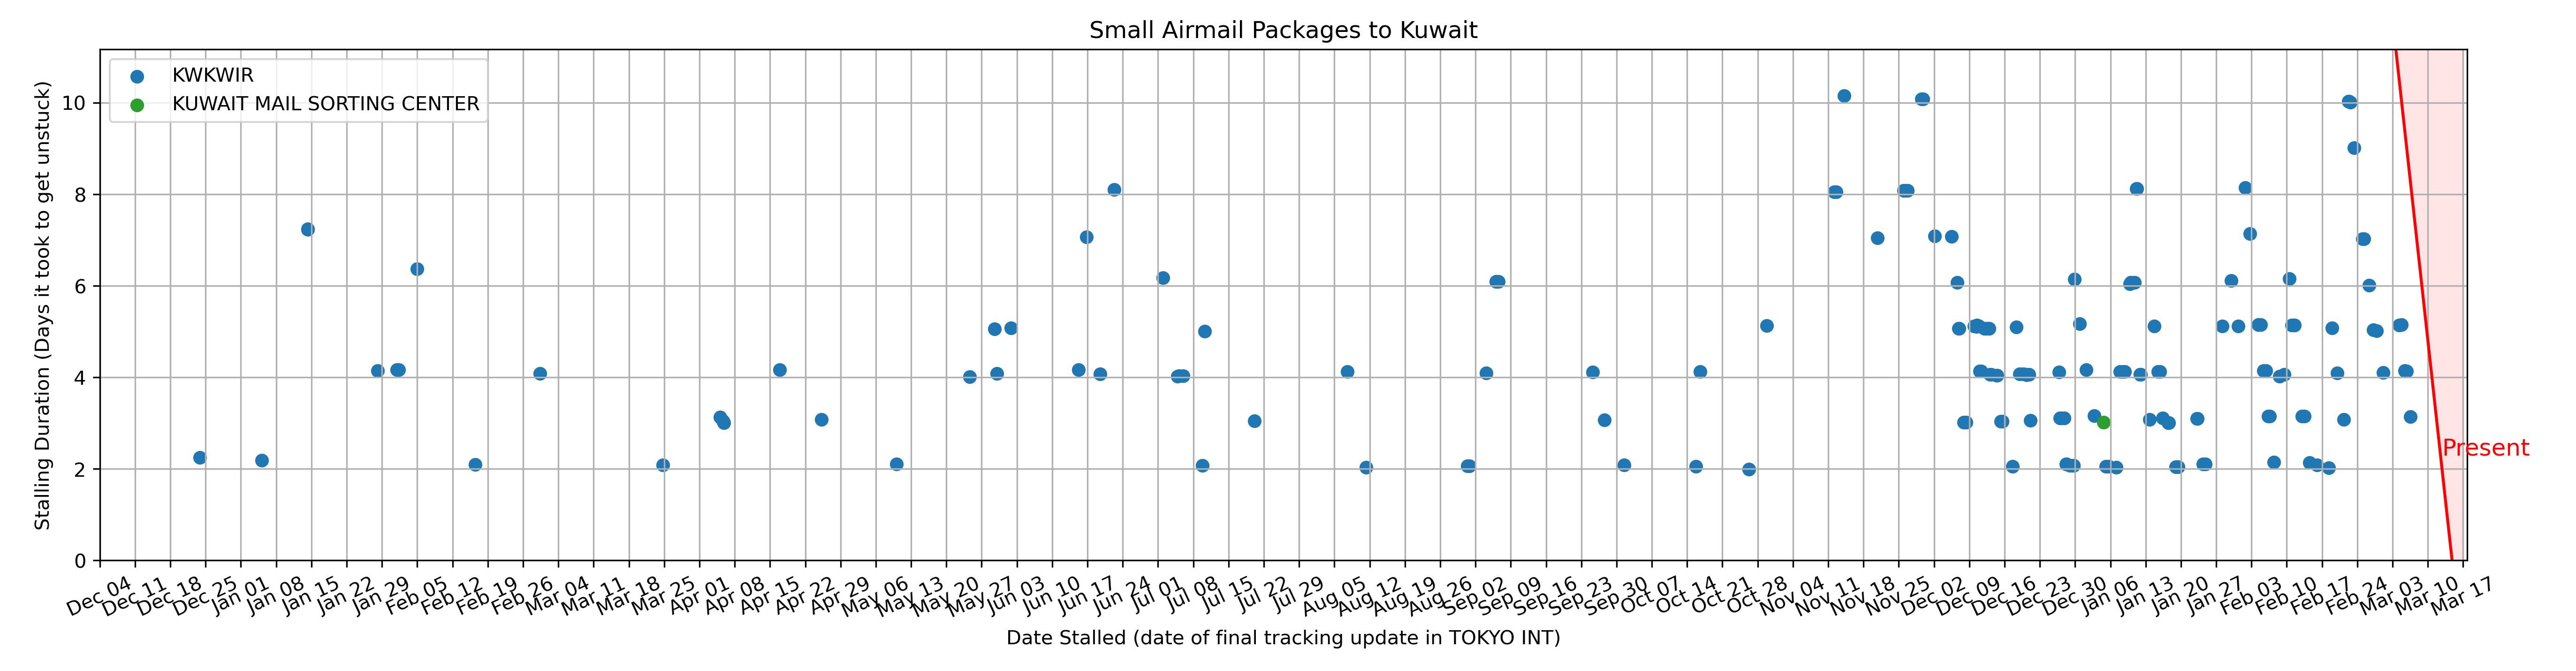 Small Airmail Packages to Kuwait
KWKWIR
KUWAIT MAIL SORTING CENTER
Stalling Duration (Days it took to get unstuck)
10
8
6
4
2
0
Present
Dec 04
Dec 11
Dec 18
Dec 25
Jan 01
Jan 08
Jan 15
Jan 22
Jan 29
Feb 05
Feb 12
Feb 19
Feb 26
Mar 04
Mar 11
Mar 18
Mar 25
Apr 01
Apr 08
Apr 15
Apr 22
Apr 29
May 06
May 13
May 20
May 27
Jun 03
Jun 10
Jun 17
Jun 24
Jul 01
Jul 08
Jul 15
Jul 22
Jul 29
Aug 05
Aug 12
Aug 19
Aug 26
Sep 02
Sep 09
Sep 16
Sep 23
Sep 30
Oct 07
Oct 14
Oct 21
Oct 28
Nov 04
Nov 11
Nov 18
Nov 25
Dec 02
Dec 09
Dec 16
Dec 23
Dec 30
Jan 06
Jan 13
Jan 20
Jan 27
Feb 03
Feb 10
Feb 17
Feb 24
Mar 03
Mar 10
Mar 17
Date Stalled (date of final tracking update in TOKYO INT)